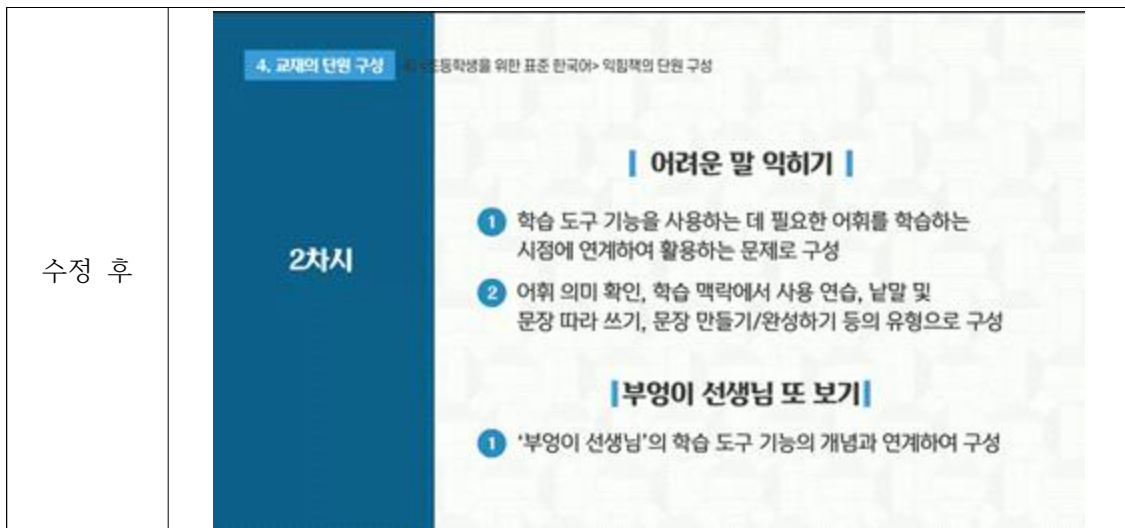 수정 후
4. 교재의 단원 구성
초등학생을 위한 표준 한국어> 익힘책의 단원 구성
2차시
어려운 말 익히기
1 학습 도구 기능을 사용하는 데 필요한 어휘를 학습하는
시점에 연계하여 활용하는 문제로 구성
2 어휘 의미 확인, 학습 맥락에서 사용 연습, 낱말 및
문장 따라 쓰기, 문장 만들기/완성하기 등의 유형으로 구성
부엉이 선생님 또 보기
1 '부엉이 선생님'의 학습 도구 기능의 개념과 연계하여 구성